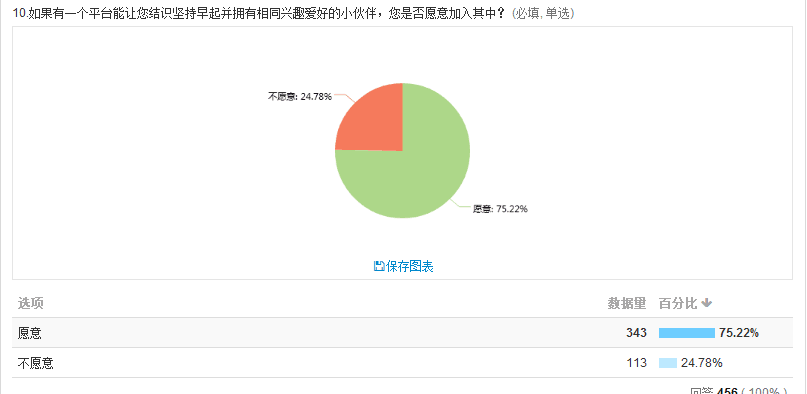 10.如果有一个平台能让您结识坚持早起并拥有相同兴趣爱好的小伙伴，您是否愿意加入其中？ (必填, 单选)
不愿意: 24.78%
愿意: 75.22%
保存图表
选项 数据量 百分比
愿意 343 75.22%
不愿意 113 24.78%
回答 456 ( 100% )